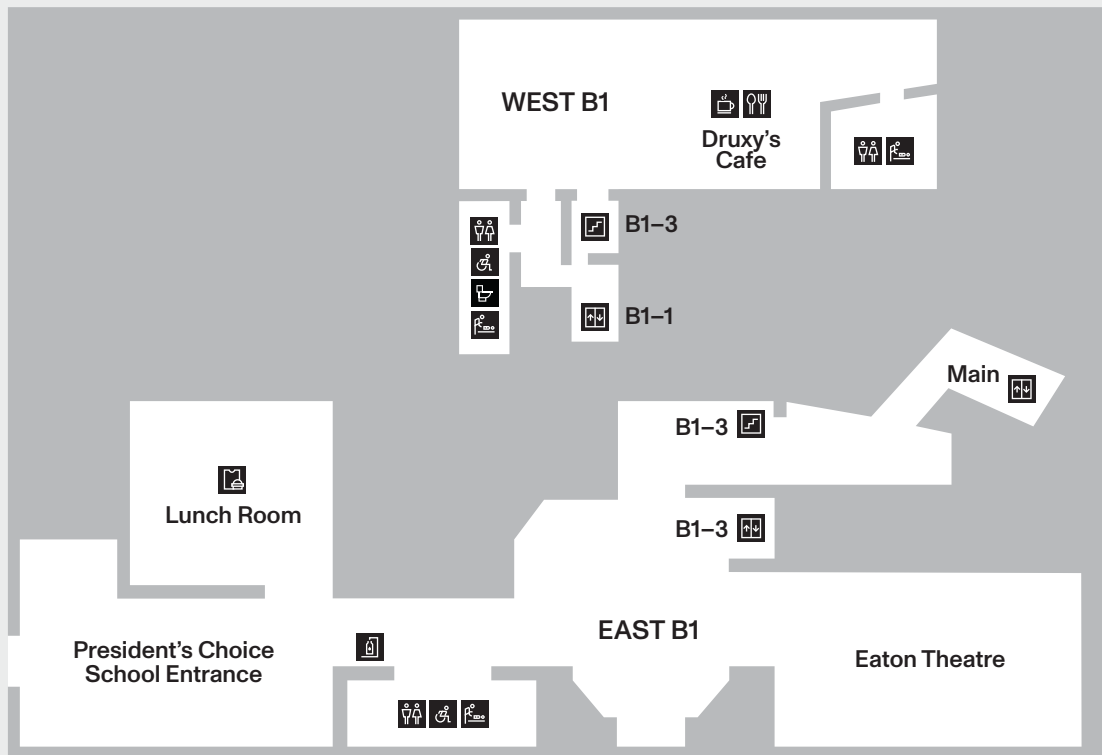 WEST B1
Druxy’s
Cafe
B1–3
B1–1
Main
B1–3
Lunch Room
B1–3
EAST B1
President’s Choice
School Entrance
Eaton Theatre